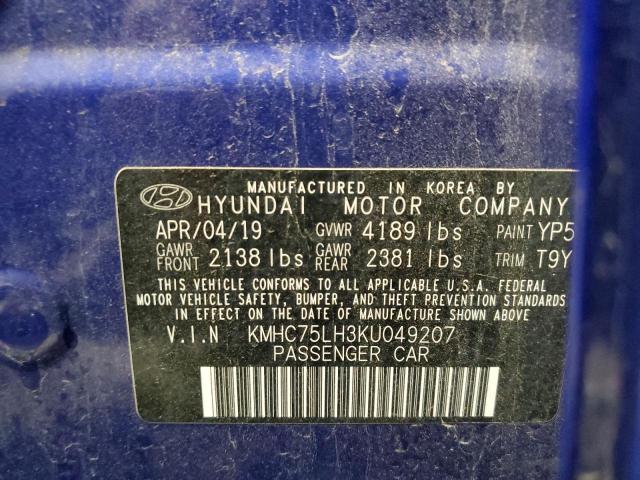 MANUFACTURED IN KOREA BY
HYUNDAI MOTOR COMPANY
APR/04/19 GVWR 4189 lbs PAINT YP5
GAWR FRONT 2138 lbs GAWR REAR 2381 lbs TRIM T9Y
THIS VEHICLE CONFORMS TO ALL APPLICABLE U.S.A. FEDERAL
MOTOR VEHICLE SAFETY, BUMPER, AND THEFT PREVENTION STANDARDS
IN EFFECT ON THE DATE OF MANUFACTURE SHOWN ABOVE.
V.I.N KMHC75LH3KU049207
PASSENGER CAR